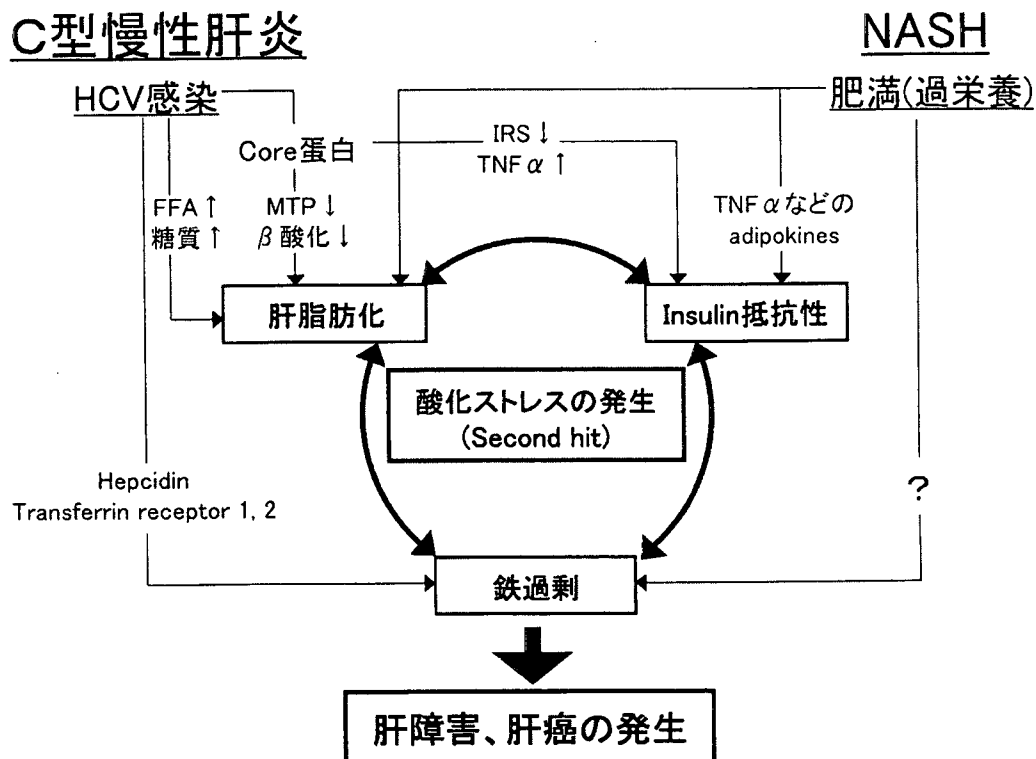 C型慢性肝炎
NASH
HCV感染
肥満(過栄養)
Core蛋白
IRS↓
TNFα↑
FFA↑
糖質↑
MTP↓
β酸化↓
TNFαなどの
adipokines
肝脂肪化
Insulin抵抗性
酸化ストレスの発生
(Second hit)
Hepcidin
Transferrin receptor 1, 2
?
鉄過剰
肝障害、肝癌の発生